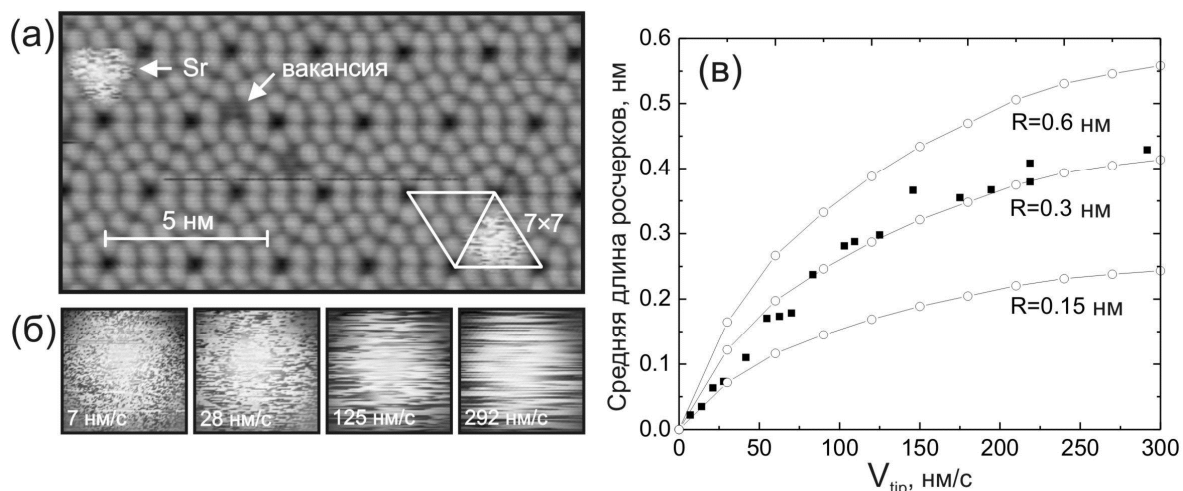 (а)
Sr
вакансия
5 нм
7×7
(б)
7 нм/с
28 нм/с
125 нм/с
292 нм/с
(в)
Средняя длина росчерков, нм
0.6
0.5
0.4
0.3
0.2
0.1
0.0
R=0.6 нм
R=0.3 нм
R=0.15 нм
0 50 100 150 200 250 300
V_tip, нм/с